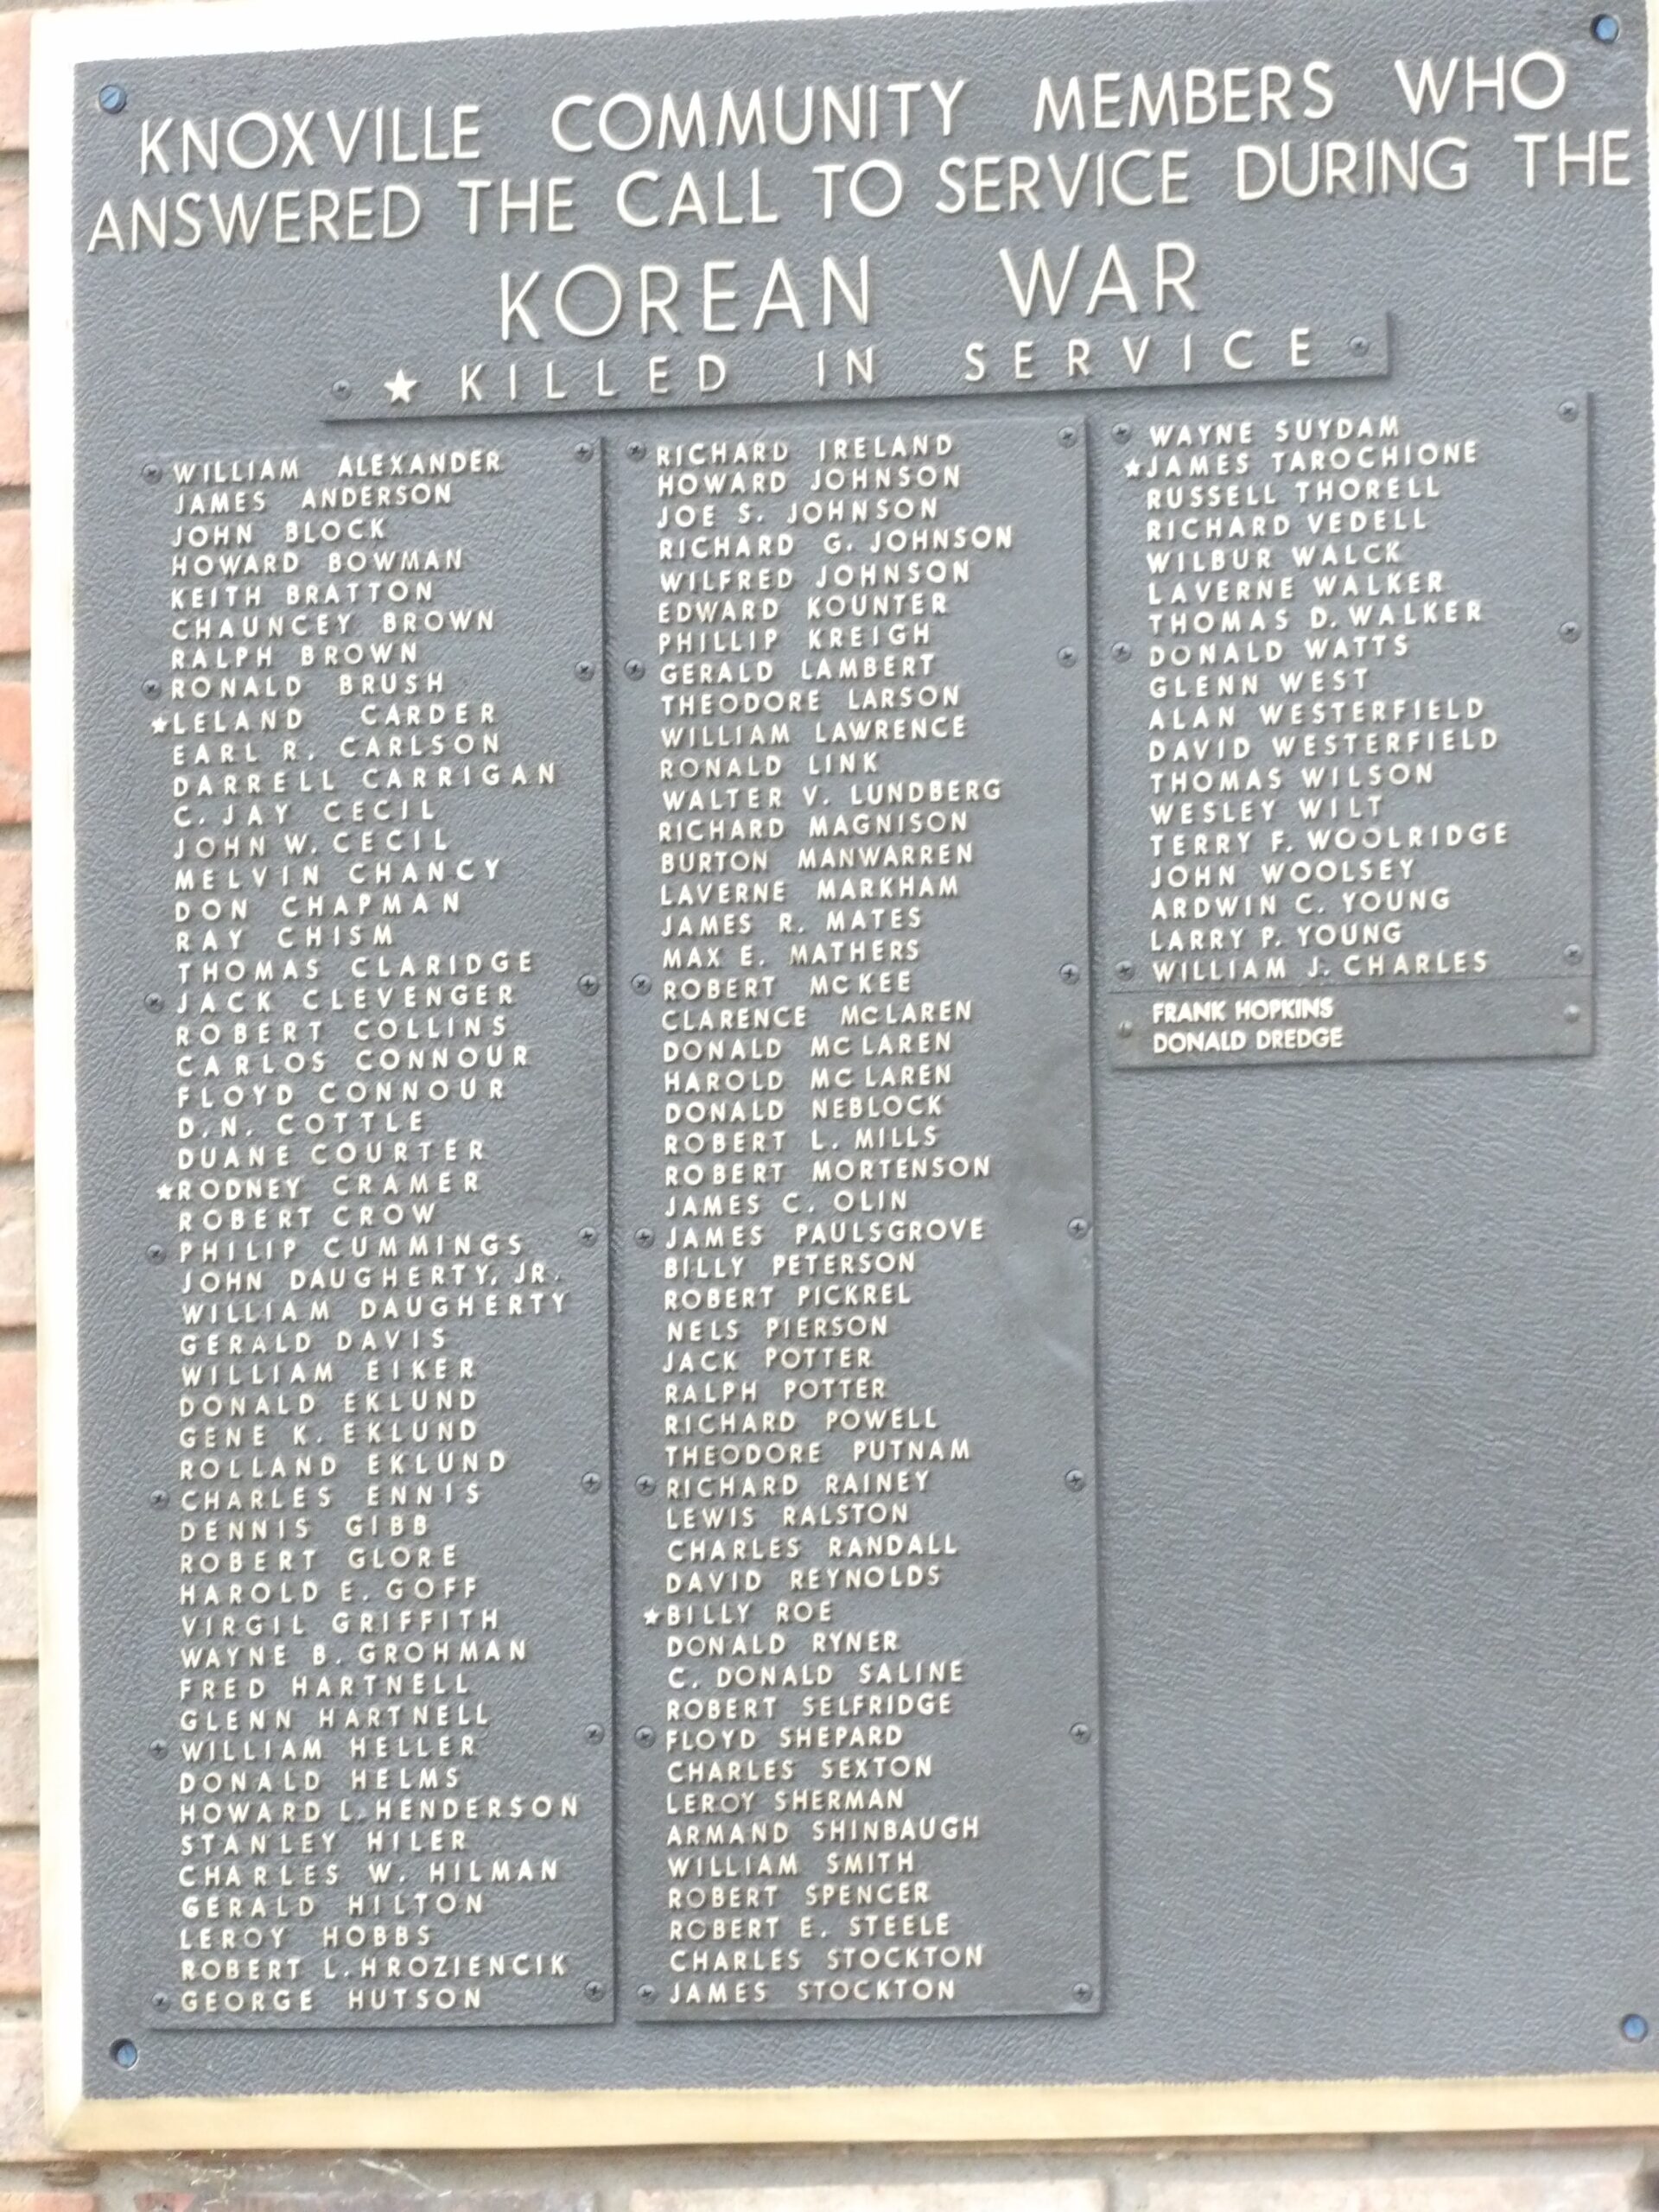 KNOXVILLE COMMUNITY MEMBERS WHO
ANSWERED THE CALL TO SERVICE DURING THE
KOREAN WAR
★ KILLED IN SERVICE
WILLIAM ALEXANDER
JAMES ANDERSON
JOHN BLOCK
HOWARD BOWMAN
KEITH BRATTON
CHAUNCEY BROWN
RALPH BROWN
RONALD BRUSH
★LELAND CARDER
EARL R. CARLSON
DARRELL CARRIGAN
C. JAY CECIL
JOHN W. CECIL
MELVIN CHANCY
DON CHAPMAN
RAY CHISM
THOMAS CLARIDGE
JACK CLEVENGER
ROBERT COLLINS
CARLOS CONNOUR
FLOYD CONNOUR
D.N. COTTLE
DUANE COURTER
★RODNEY CRAMER
ROBERT CROW
PHILIP CUMMINGS
JOHN DAUGHERTY, JR.
WILLIAM DAUGHERTY
GERALD DAVIS
WILLIAM EIKER
DONALD EKLUND
GENE K. EKLUND
ROLLAND EKLUND
CHARLES ENNIS
DENNIS GIBB
ROBERT GLORE
HAROLD E. GOFF
VIRGIL GRIFFITH
WAYNE B. GROHMAN
FRED HARTNELL
GLENN HARTNELL
WILLIAM HELLER
DONALD HELMS
HOWARD L. HENDERSON
STANLEY HILER
CHARLES W. HILMAN
GERALD HILTON
LEROY HOBBS
ROBERT L. HROZIENCIK
GEORGE HUTSON
RICHARD IRELAND
HOWARD JOHNSON
JOE S. JOHNSON
RICHARD G. JOHNSON
WILFRED JOHNSON
EDWARD KOUNTER
PHILLIP KREIGH
GERALD LAMBERT
THEODORE LARSON
WILLIAM LAWRENCE
RONALD LINK
WALTER V. LUNDBERG
RICHARD MAGNISON
BURTON MANWARREN
LAVERNE MARKHAM
JAMES R. MATES
MAX E. MATHERS
ROBERT MCKEE
CLARENCE McLAREN
DONALD MC LAREN
HAROLD MC LAREN
DONALD NEBLOCK
ROBERT L. MILLS
ROBERT MORTENSON
JAMES C. OLIN
JAMES PAULSGROVE
BILLY PETERSON
ROBERT PICKREL
NELS PIERSON
JACK POTTER
RALPH POTTER
RICHARD POWELL
THEODORE PUTNAM
RICHARD RAINEY
LEWIS RALSTON
CHARLES RANDALL
DAVID REYNOLDS
★BILLY ROE
DONALD RYNER
C. DONALD SALINE
ROBERT SELFRIDGE
FLOYD SHEPARD
CHARLES SEXTON
LEROY SHERMAN
ARMAND SHINBAUGH
WILLIAM SMITH
ROBERT SPENCER
ROBERT E. STEELE
CHARLES STOCKTON
JAMES STOCKTON
WAYNE SUYDAM
★JAMES TAROCHIONE
RUSSELL THORELL
RICHARD VEDELL
WILBUR WALCK
LAVERNE WALKER
THOMAS D. WALKER
DONALD WATTS
GLENN WEST
ALAN WESTERFIELD
DAVID WESTERFIELD
THOMAS WILSON
WESLEY WILT
TERRY F. WOOLRIDGE
JOHN WOOLSEY
ARDWIN C. YOUNG
LARRY P. YOUNG
WILLIAM J. CHARLES
FRANK HOPKINS
DONALD DREDGE